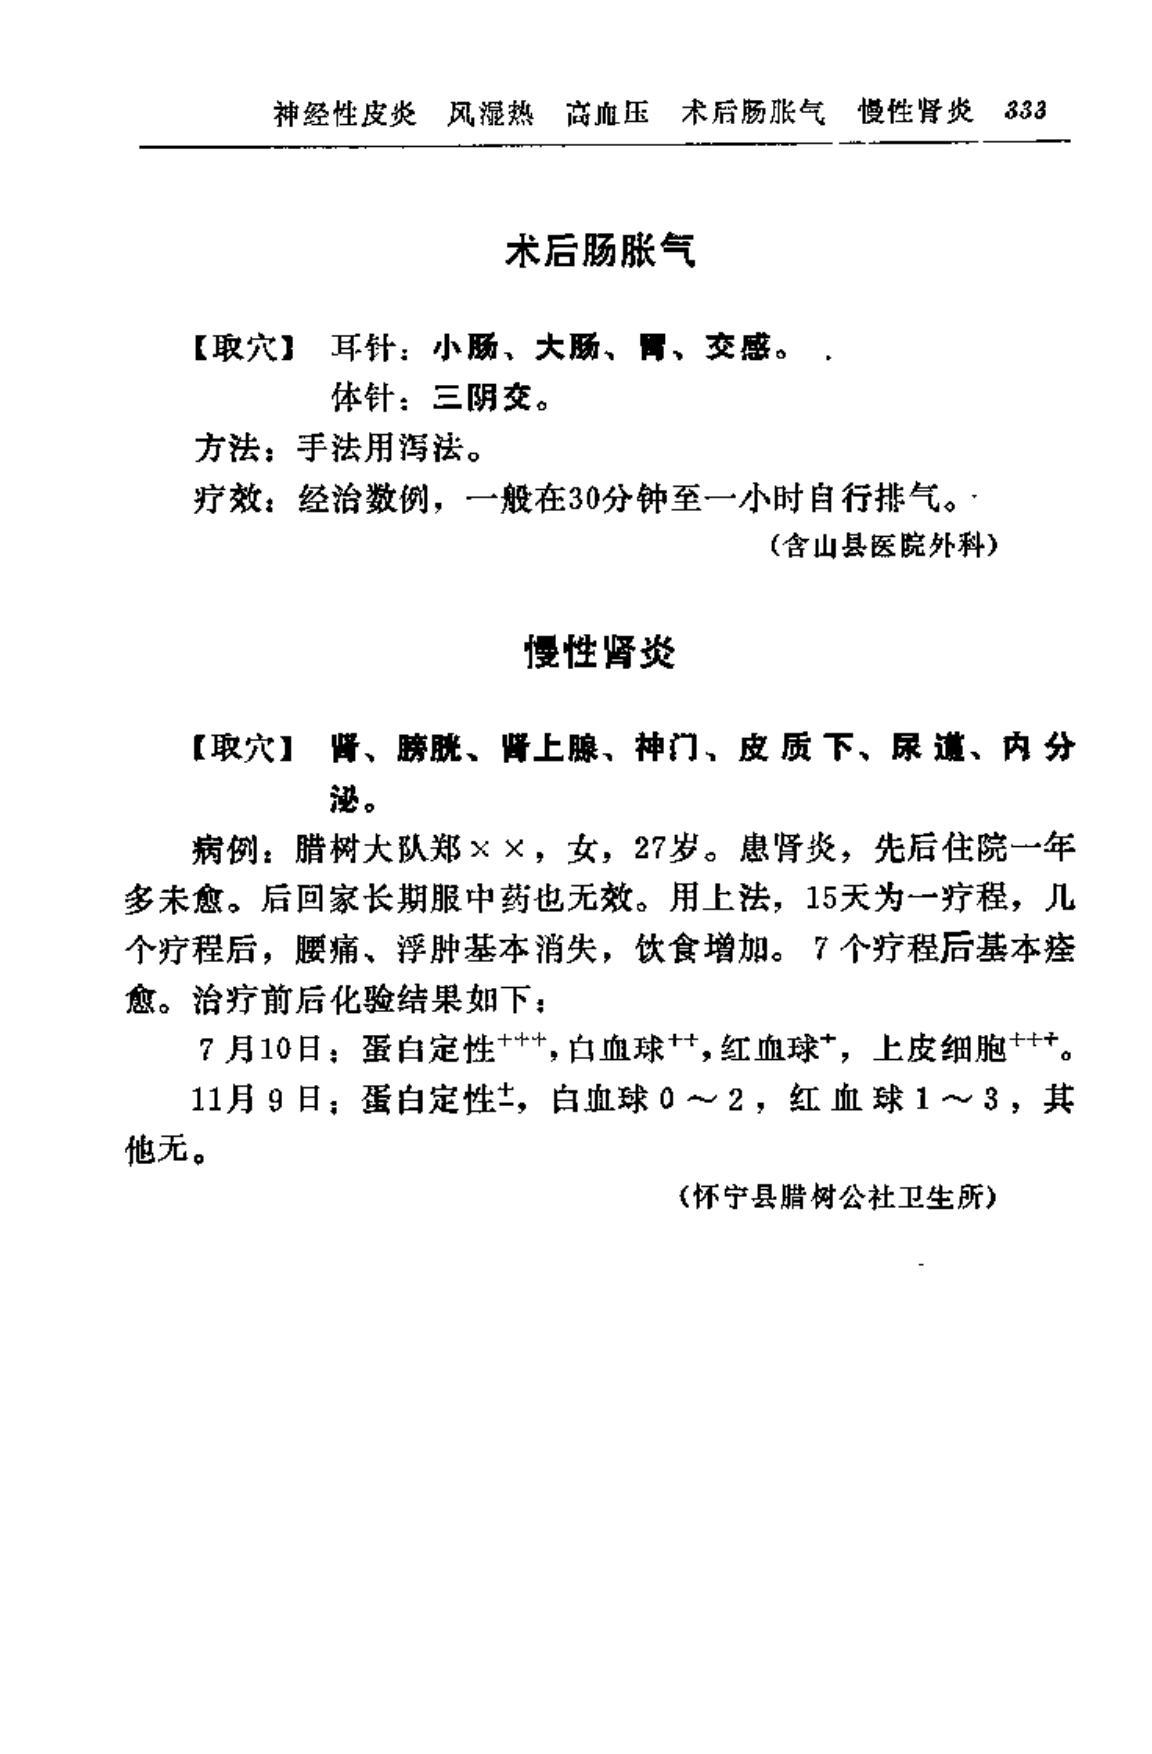 神经性皮炎 风湿热 高血压 术后肠胀气 慢性肾炎 333
术后肠胀气
【取穴】 耳针：小肠、大肠、胃、交感。
体针：三阴交。
方法：手法用泻法。
疗效：经治数例，一般在30分钟至一小时自行排气。
（含山县医院外科）
慢性肾炎
【取穴】 肾、膀胱、肾上腺、神门、皮质下、尿道、内分
泌。
病例：腊树大队郑××，女，27岁。患肾炎，先后住院一年
多未愈。后回家长期服中药也无效。用上法，15天为一疗程，几
个疗程后，腰痛、浮肿基本消失，饮食增加。7个疗程后基本痊
愈。治疗前后化验结果如下：
7月10日：蛋白定性⁺⁺⁺，白血球⁺⁺，红血球⁺，上皮细胞⁺⁺⁺。
11月9日：蛋白定性±，白血球0～2，红血球1～3，其
他无。
（怀宁县腊树公社卫生所）